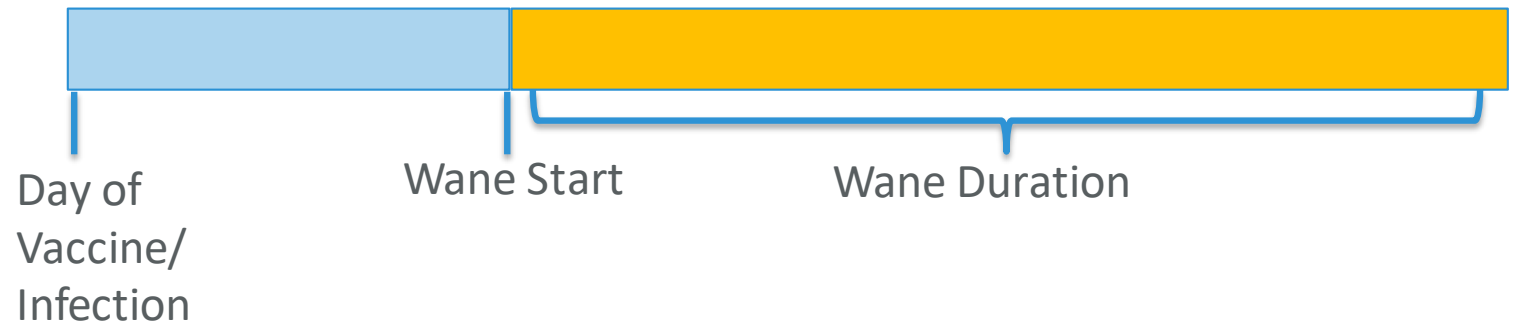 Day of
Vaccine/
Infection
Wane Start
Wane Duration